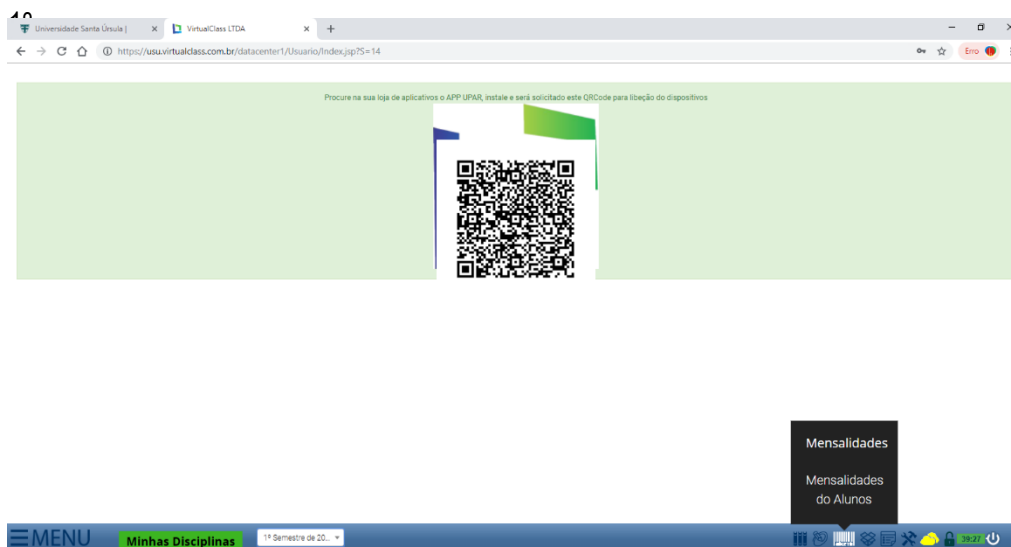 10
Universidade Santa Úrsula |
VirtualClass LTDA
https://usu.virtualclass.com.br/datacenter1/Usuario/Index.jsp?S=14
Erro
Procure na sua loja de aplicativos o APP UPAR, instale e será solicitado este QRCode para libeção do dispositivos
Mensalidades
Mensalidades
do Alunos
MENU
Minhas Disciplinas
1º Semestre de 20...
39:27